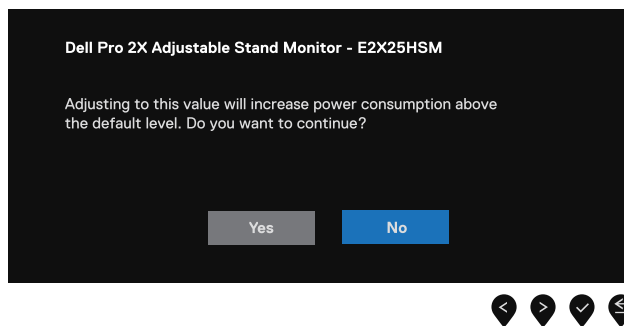 Dell Pro 2X Adjustable Stand Monitor - E2X25HSM
Adjusting to this value will increase power consumption above
the default level. Do you want to continue?
Yes No